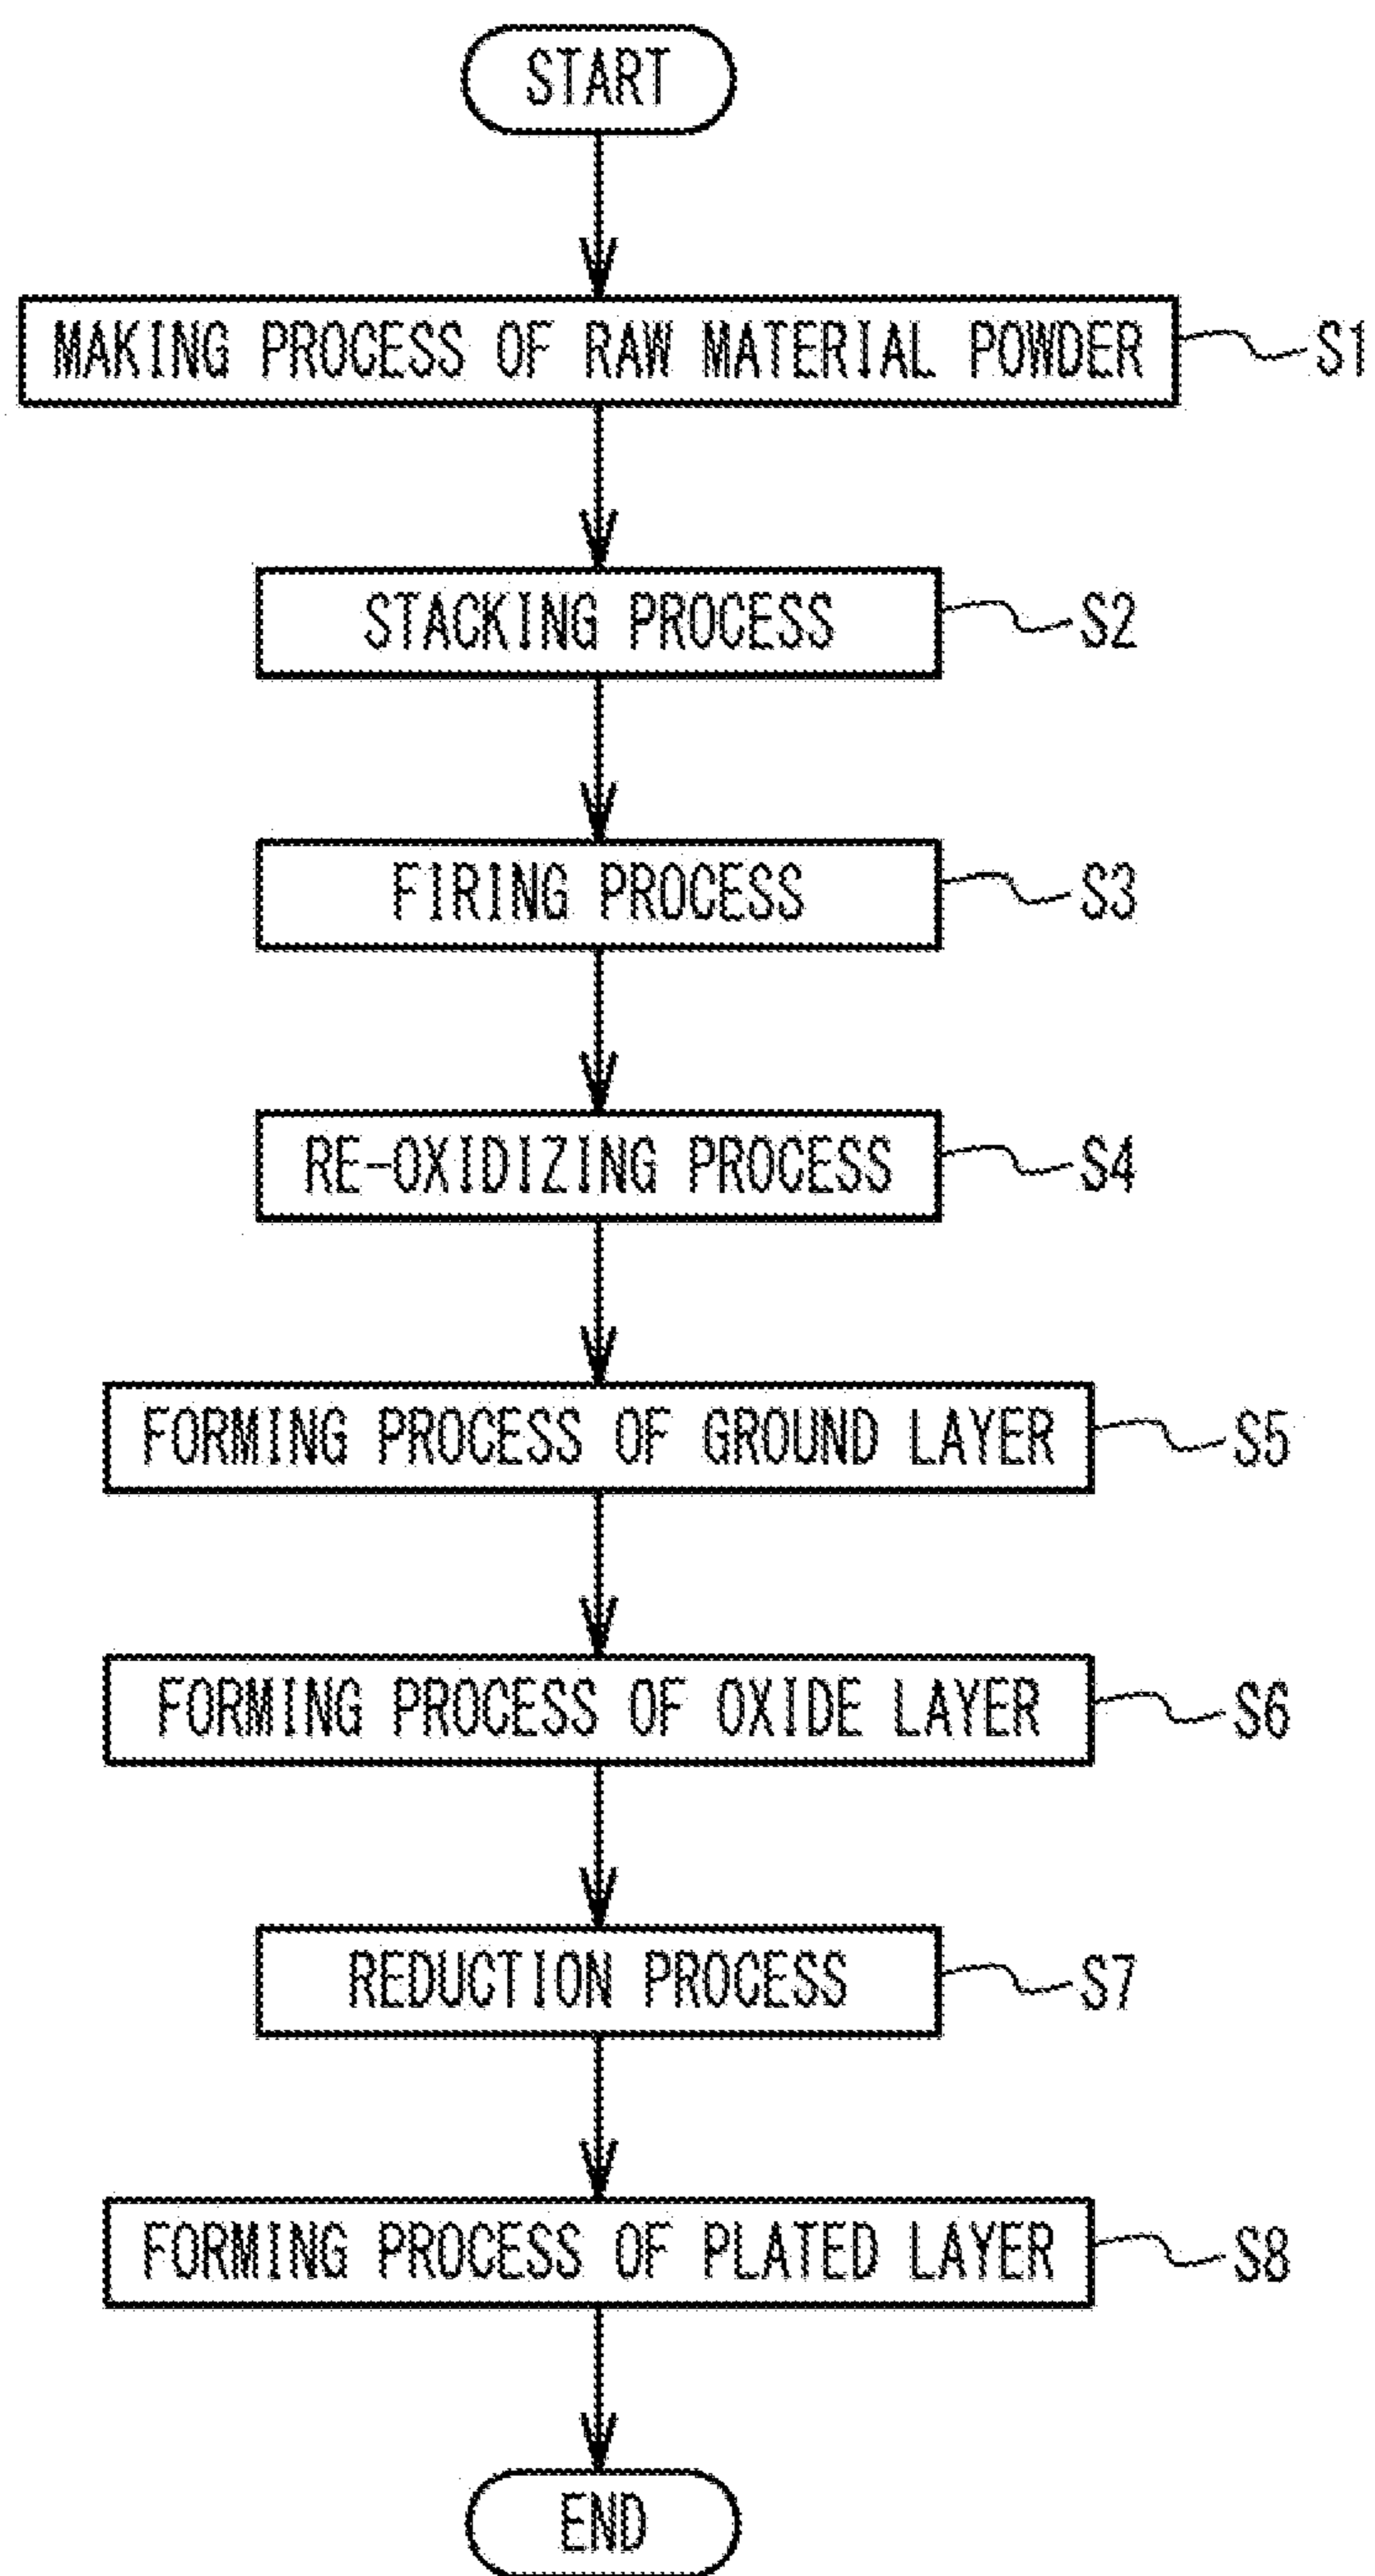 START
MAKING PROCESS OF RAW MATERIAL POWDER S1
STACKING PROCESS S2
FIRING PROCESS S3
RE-OXIDIZING PROCESS S4
FORMING PROCESS OF GROUND LAYER S5
FORMING PROCESS OF OXIDE LAYER S6
REDUCTION PROCESS S7
FORMING PROCESS OF PLATED LAYER S8
END